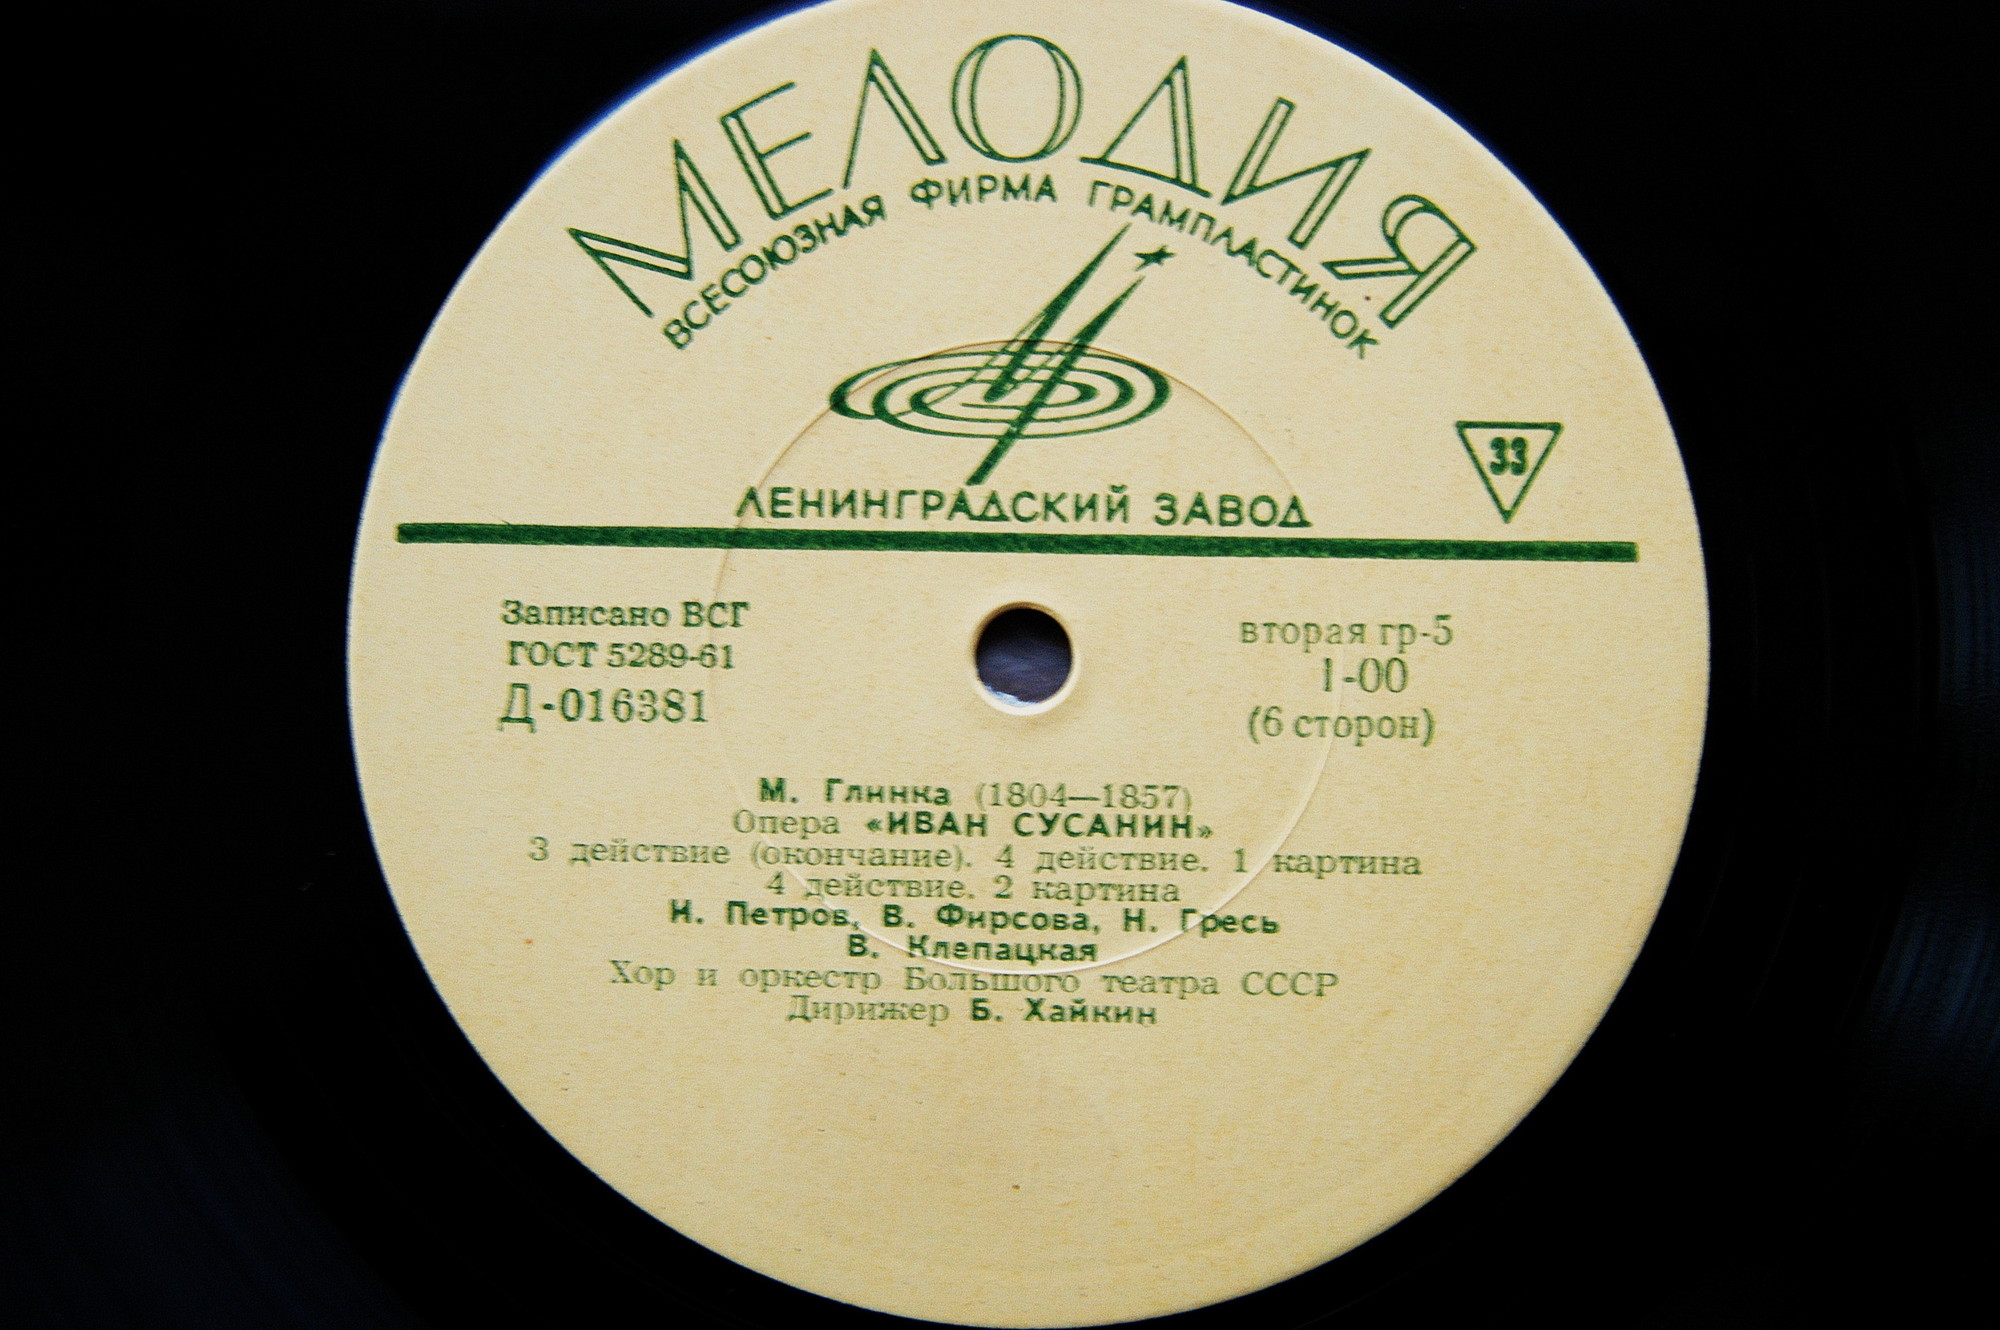 МЕЛОДИЯ
ВСЕСОЮЗНАЯ ФИРМА ГРАМПЛАСТИНОК
33
ЛЕНИНГРАДСКИЙ ЗАВОД
Записано ВСГ
ГОСТ 5289-61
Д-016381
вторая гр-5
1-00
(6 сторон)
М. Глинка (1804—1857)
Опера «ИВАН СУСАНИН»
3 действие (окончание). 4 действие. 1 картина
4 действие. 2 картина
И. Петров, В. Фирсова, Н. Гресь
В. Клепацкая
Хор и оркестр Большого театра СССР
Дирижер Б. Хайкин